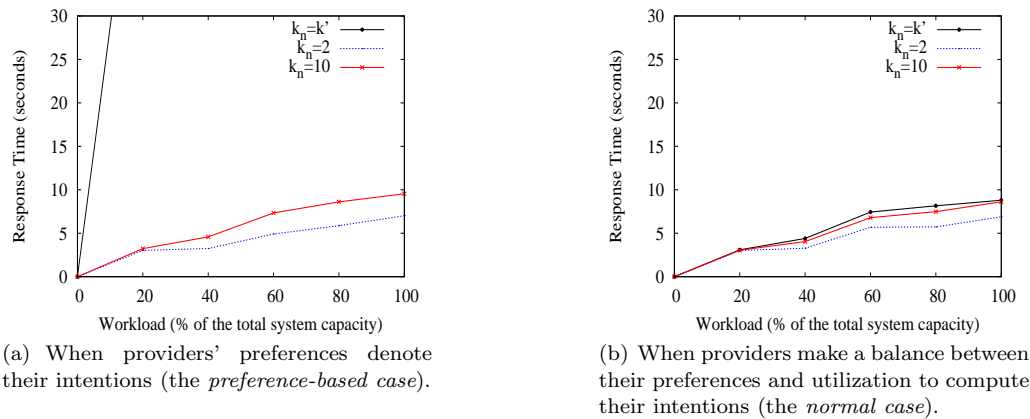 30
25
20
15
10
5
0
Response Time (seconds)
k_n=k'
k_n=2
k_n=10
0 20 40 60 80 100
Workload (% of the total system capacity)
(a) When providers' preferences denote
their intentions (the preference-based case).
30
25
20
15
10
5
0
Response Time (seconds)
k_n=k'
k_n=2
k_n=10
0 20 40 60 80 100
Workload (% of the total system capacity)
(b) When providers make a balance between
their preferences and utilization to compute
their intentions (the normal case).